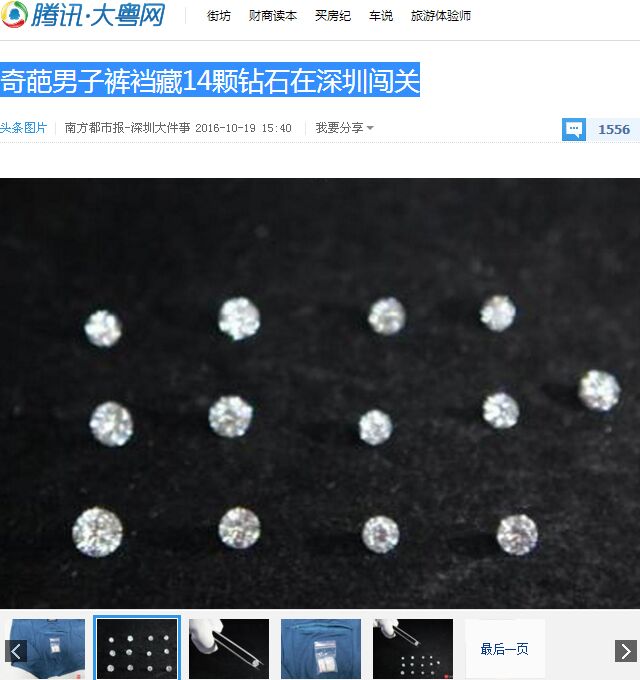 腾讯·大粤网
街坊 财商读本 买房纪 车说 旅游体验师
奇葩男子裤裆藏14颗钻石在深圳闯关
头条图片 南方都市报-深圳大件事 2016-10-19 15:40 我要分享 1556
最后一页